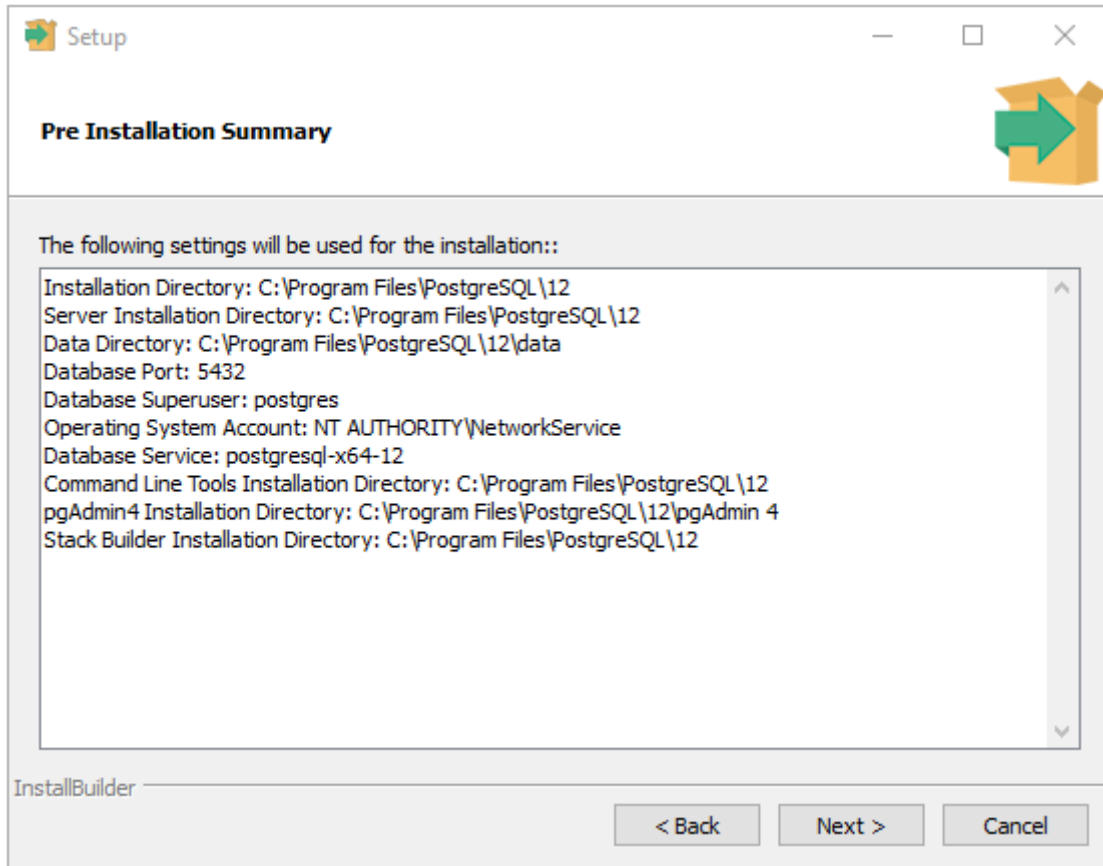 Setup
Pre Installation Summary
The following settings will be used for the installation::
Installation Directory: C:\Program Files\PostgreSQL\12
Server Installation Directory: C:\Program Files\PostgreSQL\12
Data Directory: C:\Program Files\PostgreSQL\12\data
Database Port: 5432
Database Superuser: postgres
Operating System Account: NT AUTHORITY\NetworkService
Database Service: postgresql-x64-12
Command Line Tools Installation Directory: C:\Program Files\PostgreSQL\12
pgAdmin4 Installation Directory: C:\Program Files\PostgreSQL\12\pgAdmin 4
Stack Builder Installation Directory: C:\Program Files\PostgreSQL\12
InstallBuilder
< Back Next > Cancel